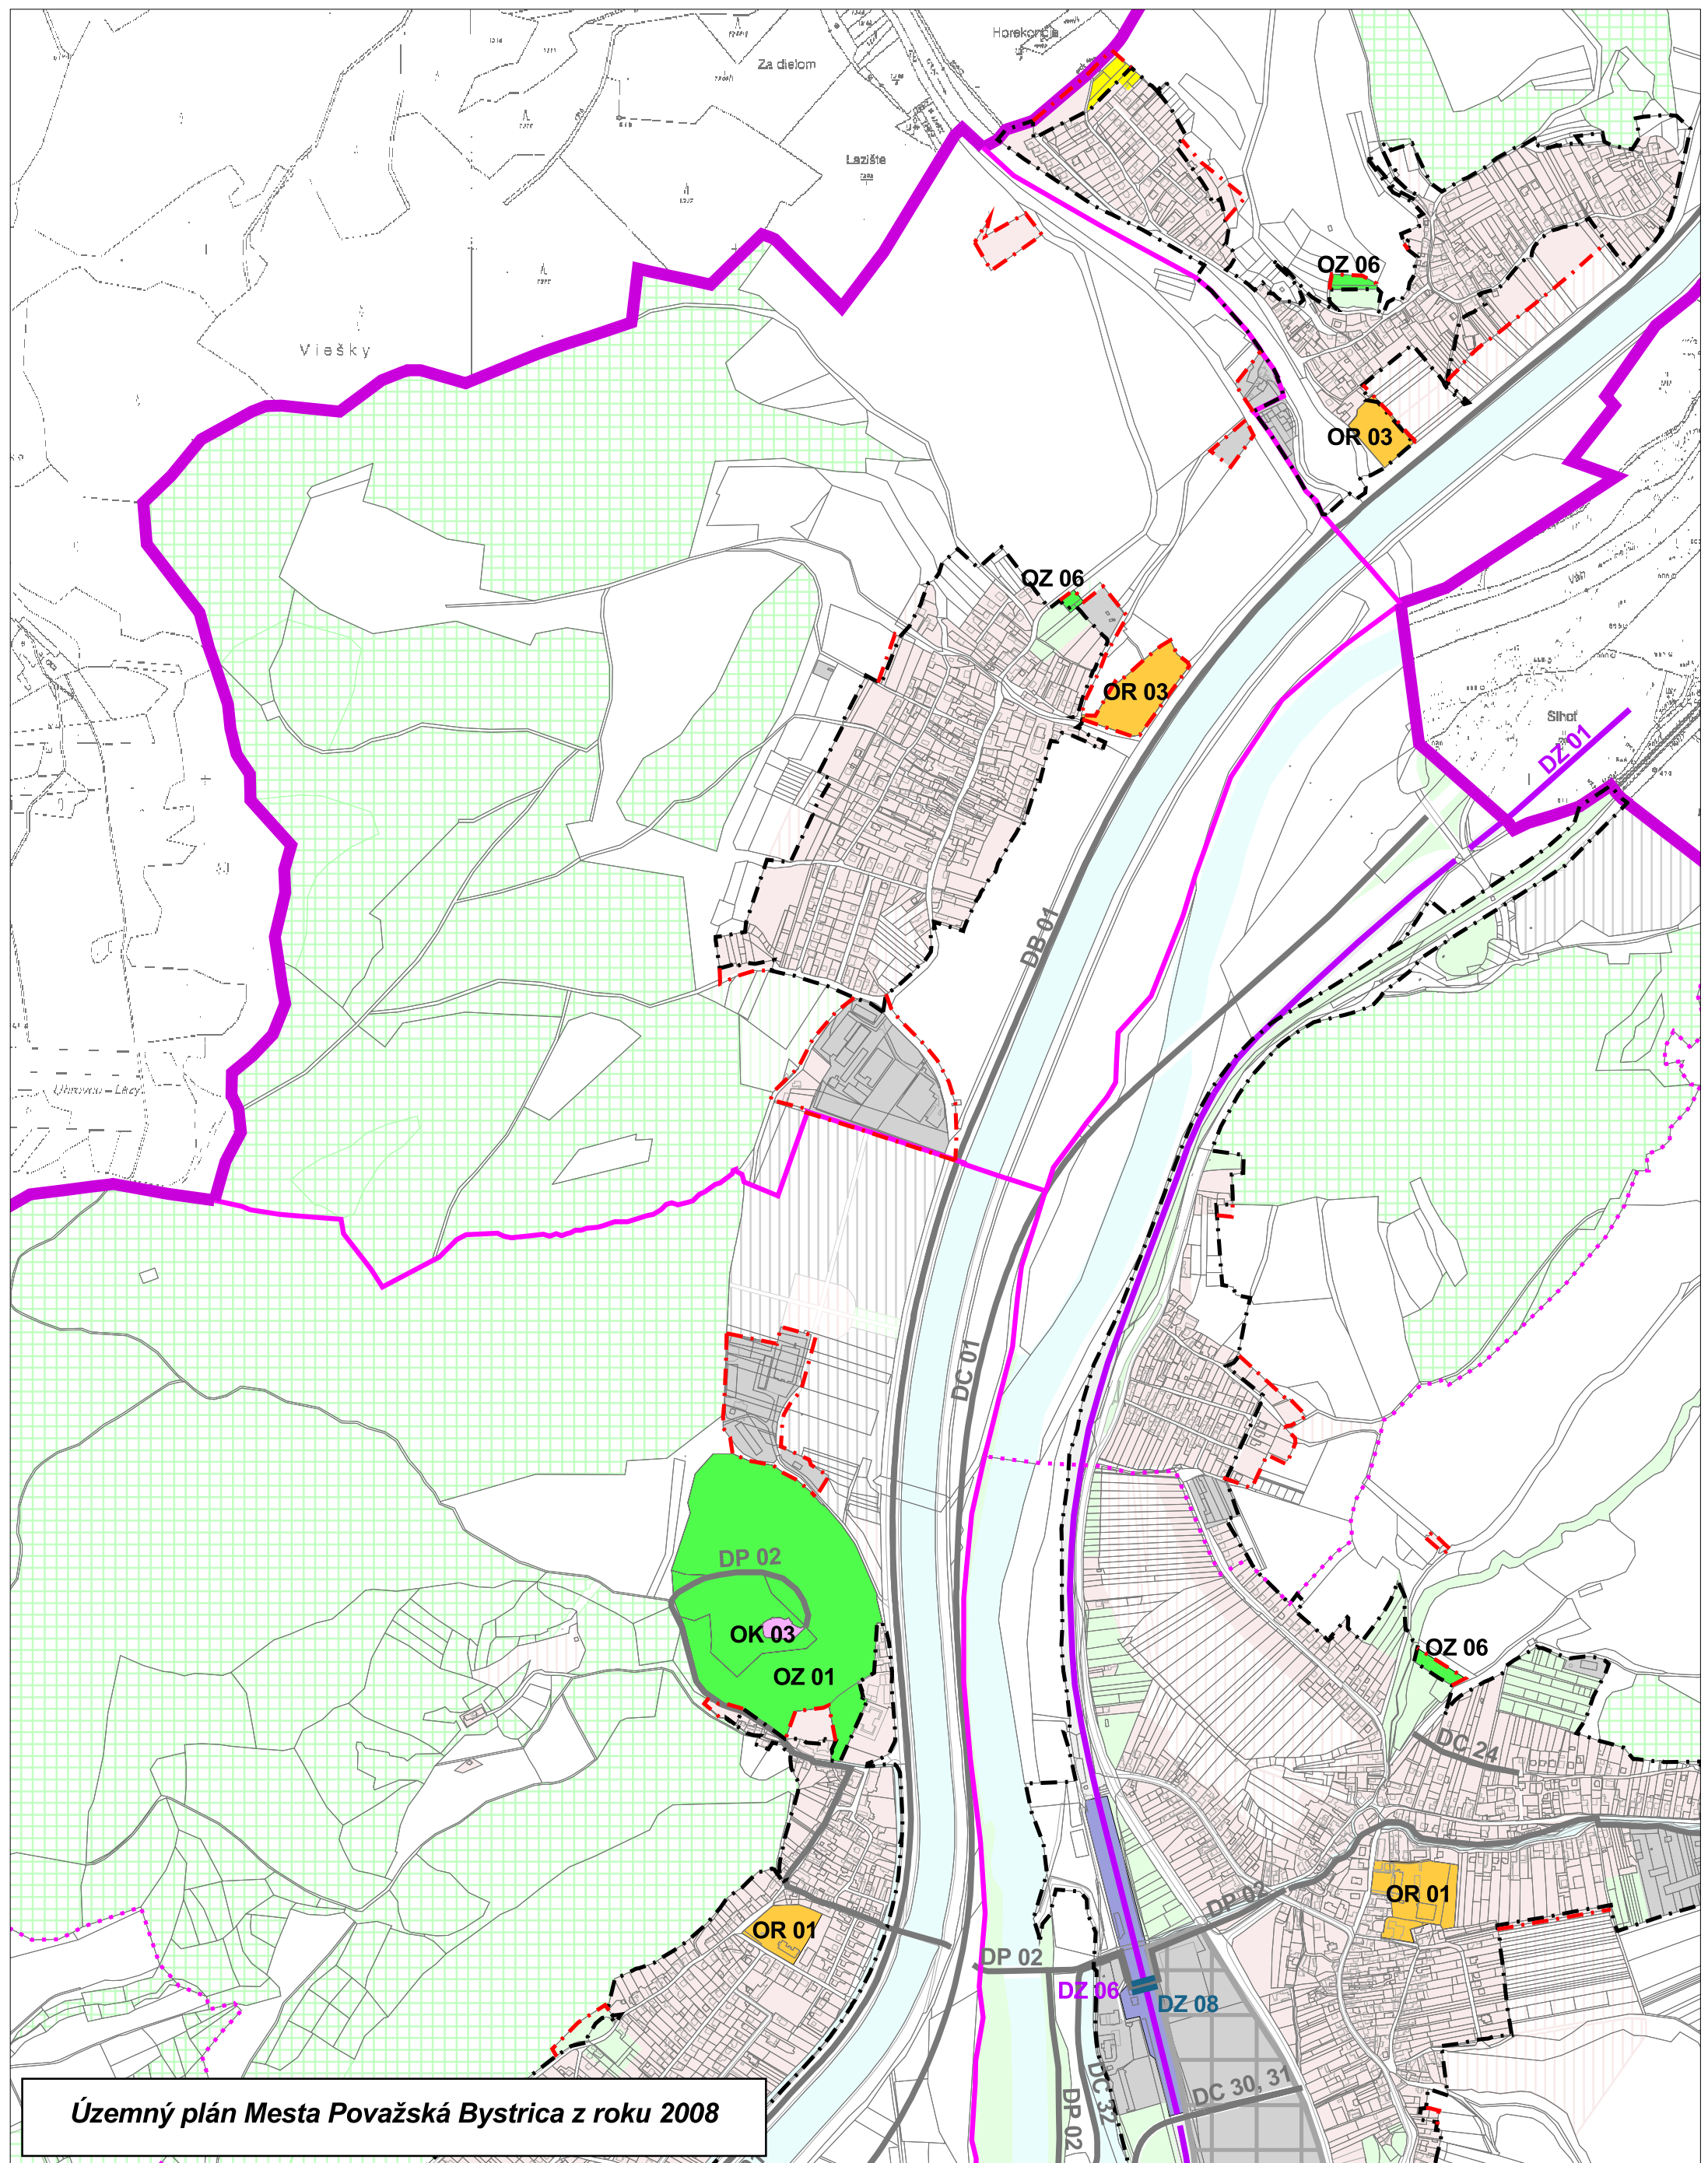 Horekončie
Za dielom
Lazište
OZ 06
Viešky
OR 03
OZ 06
OR 03
Sihoť
DZ 01
DB 01
Uhrovou - Lazy
DC 01
DP 02
OK 03
OZ 01
OZ 06
DC 24
OR 01
DP 02
OR 01
DP 02
DZ 06
DZ 08
DC 30, 31
DC 32
DP 02
Územný plán Mesta Považská Bystrica z roku 2008